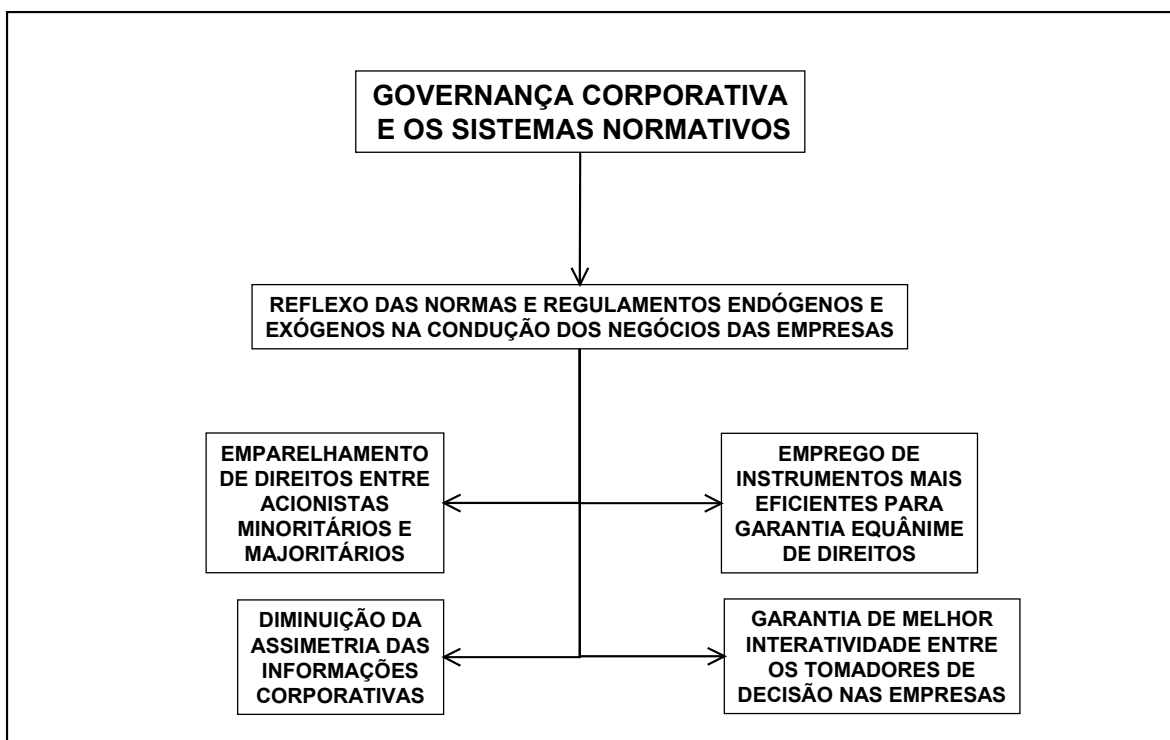 GOVERNANÇA CORPORATIVA
E OS SISTEMAS NORMATIVOS
REFLEXO DAS NORMAS E REGULAMENTOS ENDÓGENOS E
EXÓGENOS NA CONDUÇÃO DOS NEGÓCIOS DAS EMPRESAS
EMPARELHAMENTO
DE DIREITOS ENTRE
ACIONISTAS
MINORITÁRIOS E
MAJORITÁRIOS
EMPREGO DE
INSTRUMENTOS MAIS
EFICIENTES PARA
GARANTIA EQUÂNIME
DE DIREITOS
DIMINUIÇÃO DA
ASSIMETRIA DAS
INFORMAÇÕES
CORPORATIVAS
GARANTIA DE MELHOR
INTERATIVIDADE ENTRE
OS TOMADORES DE
DECISÃO NAS EMPRESAS